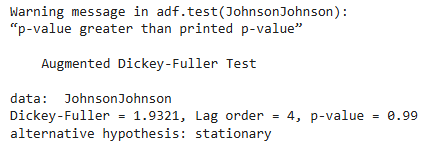 Warning message in adf.test(JohnsonJohnson):
“p-value greater than printed p-value”
Augmented Dickey-Fuller Test
data:  JohnsonJohnson
Dickey-Fuller = 1.9321, Lag order = 4, p-value = 0.99
alternative hypothesis: stationary